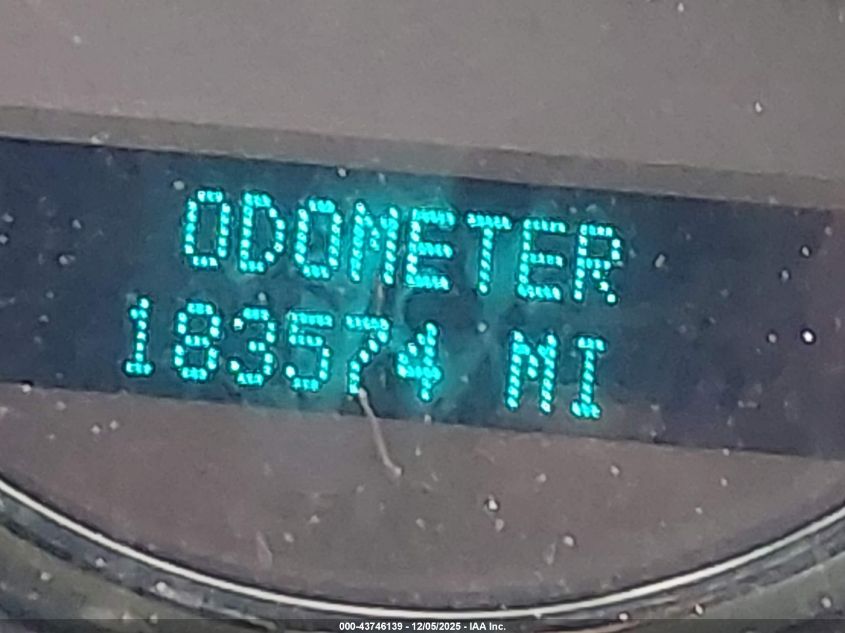 ODOMETER
183574 MI
000-43746139 - 12/05/2025 - IAA Inc.